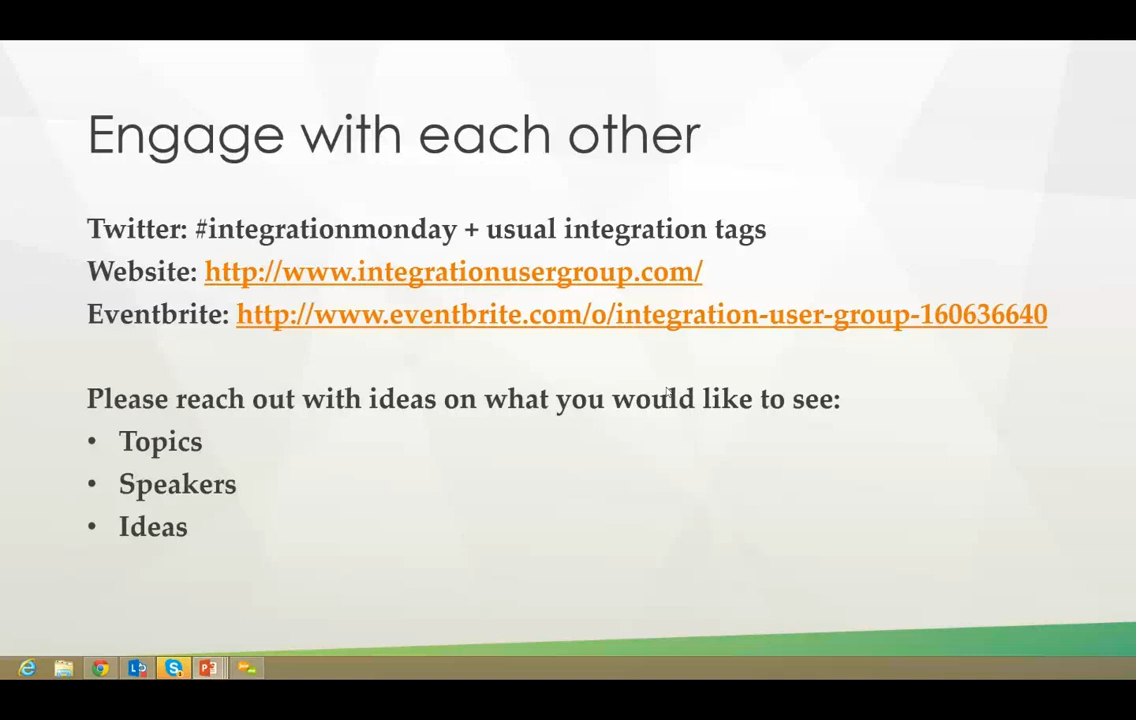 Engage with each other
Twitter: #integrationmonday + usual integration tags
Website: http://www.integrationusergroup.com/
Eventbrite: http://www.eventbrite.com/o/integration-user-group-160636640
Please reach out with ideas on what you would like to see:
• Topics
• Speakers
• Ideas